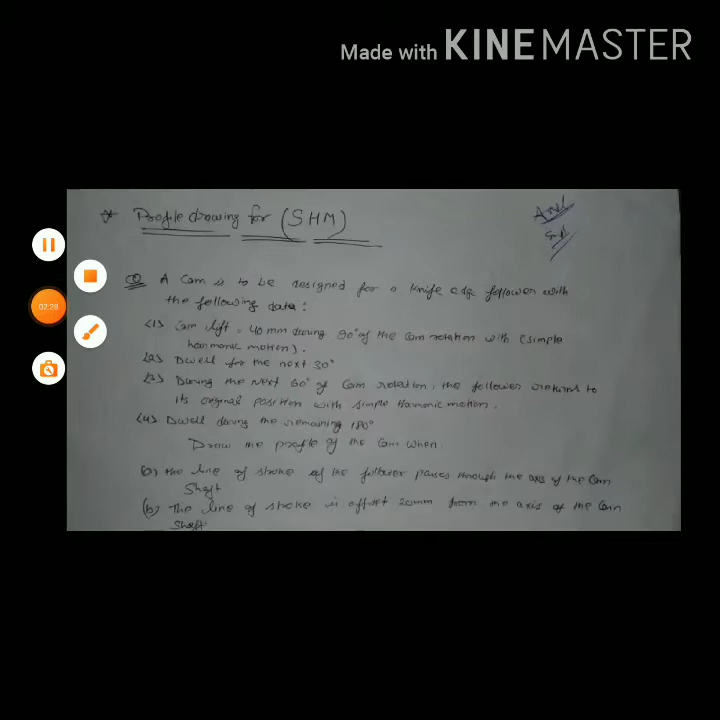 Made with KINEMASTER
* Profile drawing for (SHM)
Q A Cam is to be designed for a knife edge follower with
the following data:
(1) Cam lift = 40 mm during 90° of the Cam rotation with (simple
harmonic motion).
(2) Dwell for the next 30°
(3) During the next 60° of Cam rotation, the follower returns to
its original position with simple Harmonic motion.
(4) Dwell during the remaining 180°
Draw the profile of the Cam when
(a) the line of stroke of the follower passes through the axis of the Cam
Shaft
(b) The line of stroke is offset 20mm from the axis of the Cam
Shaft
02:28